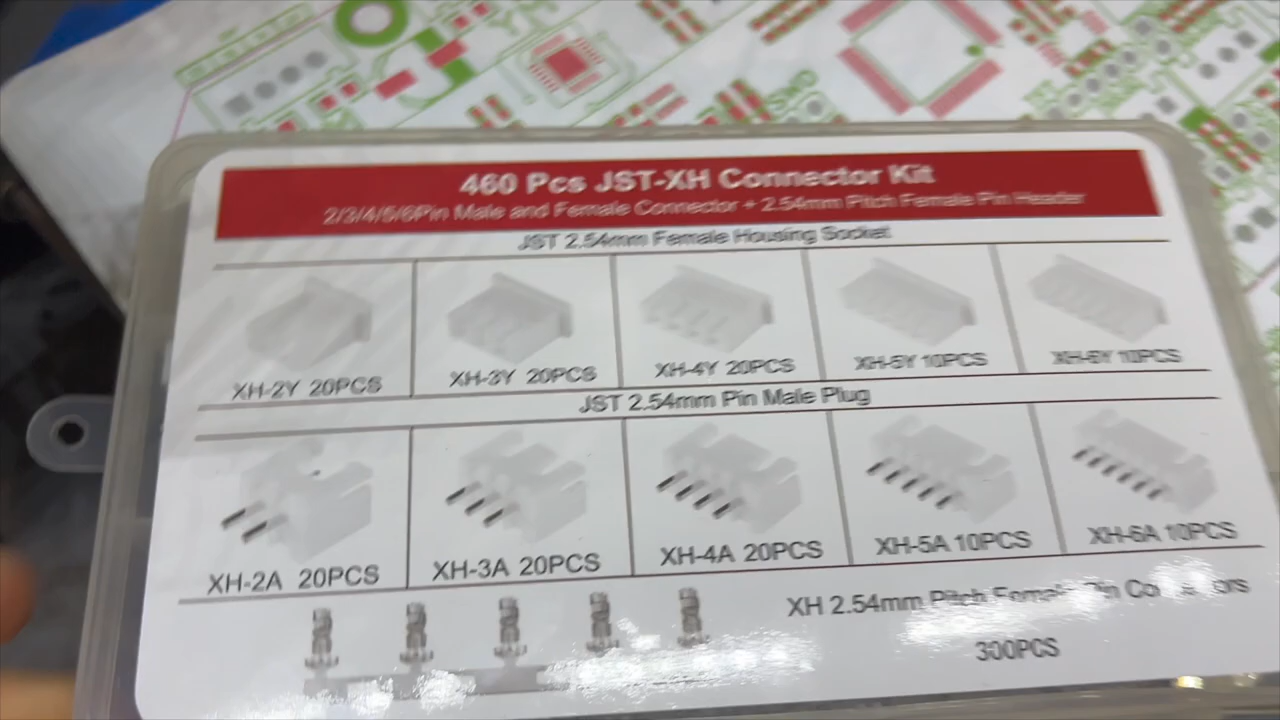 460 Pcs JST-XH Connector Kit
2/3/4/5/6Pin Male and Female Connector + 2.54mm Pitch Female Pin Header
JST 2.54mm Female Housing Socket
XH-2Y 20PCS
XH-3Y 20PCS
XH-4Y 20PCS
XH-5Y 10PCS
XH-6Y 10PCS
JST 2.54mm Pin Male Plug
XH-2A 20PCS
XH-3A 20PCS
XH-4A 20PCS
XH-5A 10PCS
XH-6A 10PCS
XH 2.54mm Pitch Female Pin
300PCS